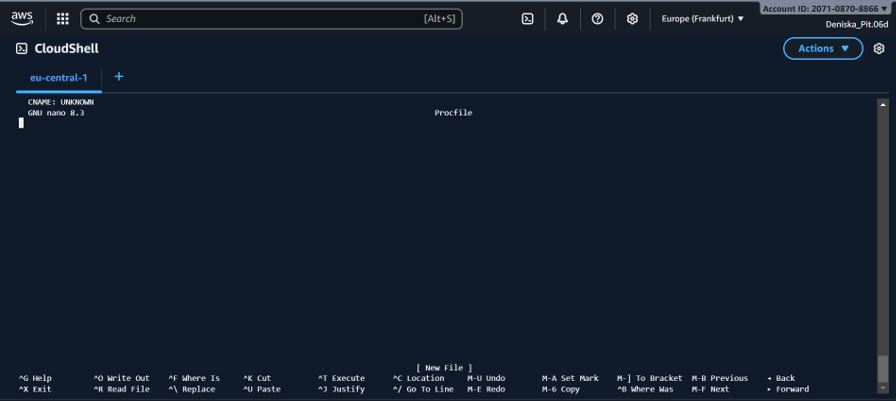 aws Search [Alt+S] Europe (Frankfurt) ▼ Account ID: 2071-0870-8866 ▼
Deniska_Pit.06d
CloudShell Actions ▼
eu-central-1 +
CNAME: UNKNOWN
GNU nano 8.3 Procfile
[ New File ]
^G Help ^O Write Out ^F Where Is ^K Cut ^T Execute ^C Location M-U Undo M-A Set Mark M-] To Bracket M-B Previous ◂ Back
^X Exit ^R Read File ^\ Replace ^U Paste ^J Justify ^/ Go To Line M-E Redo M-6 Copy ^B Where Was M-F Next ▸ Forward